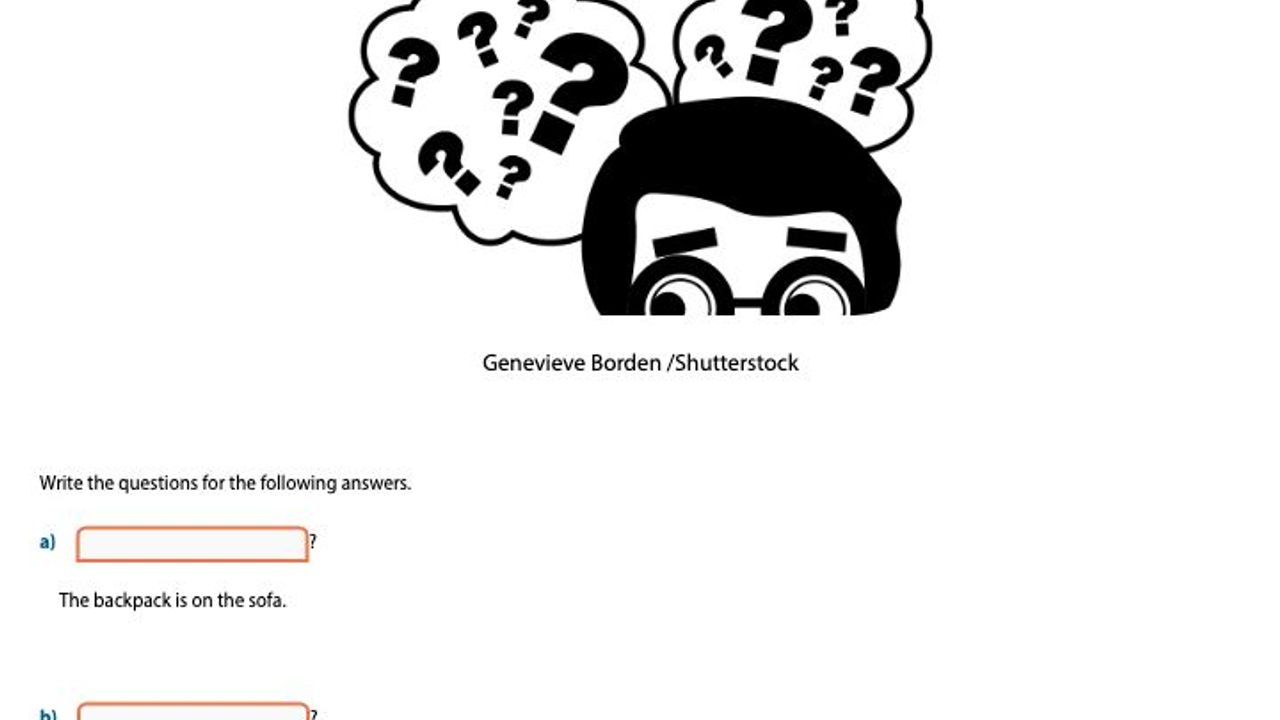 Genevieve Borden /Shutterstock
Write the questions for the following answers.
a) ?
The backpack is on the sofa.
b) ?